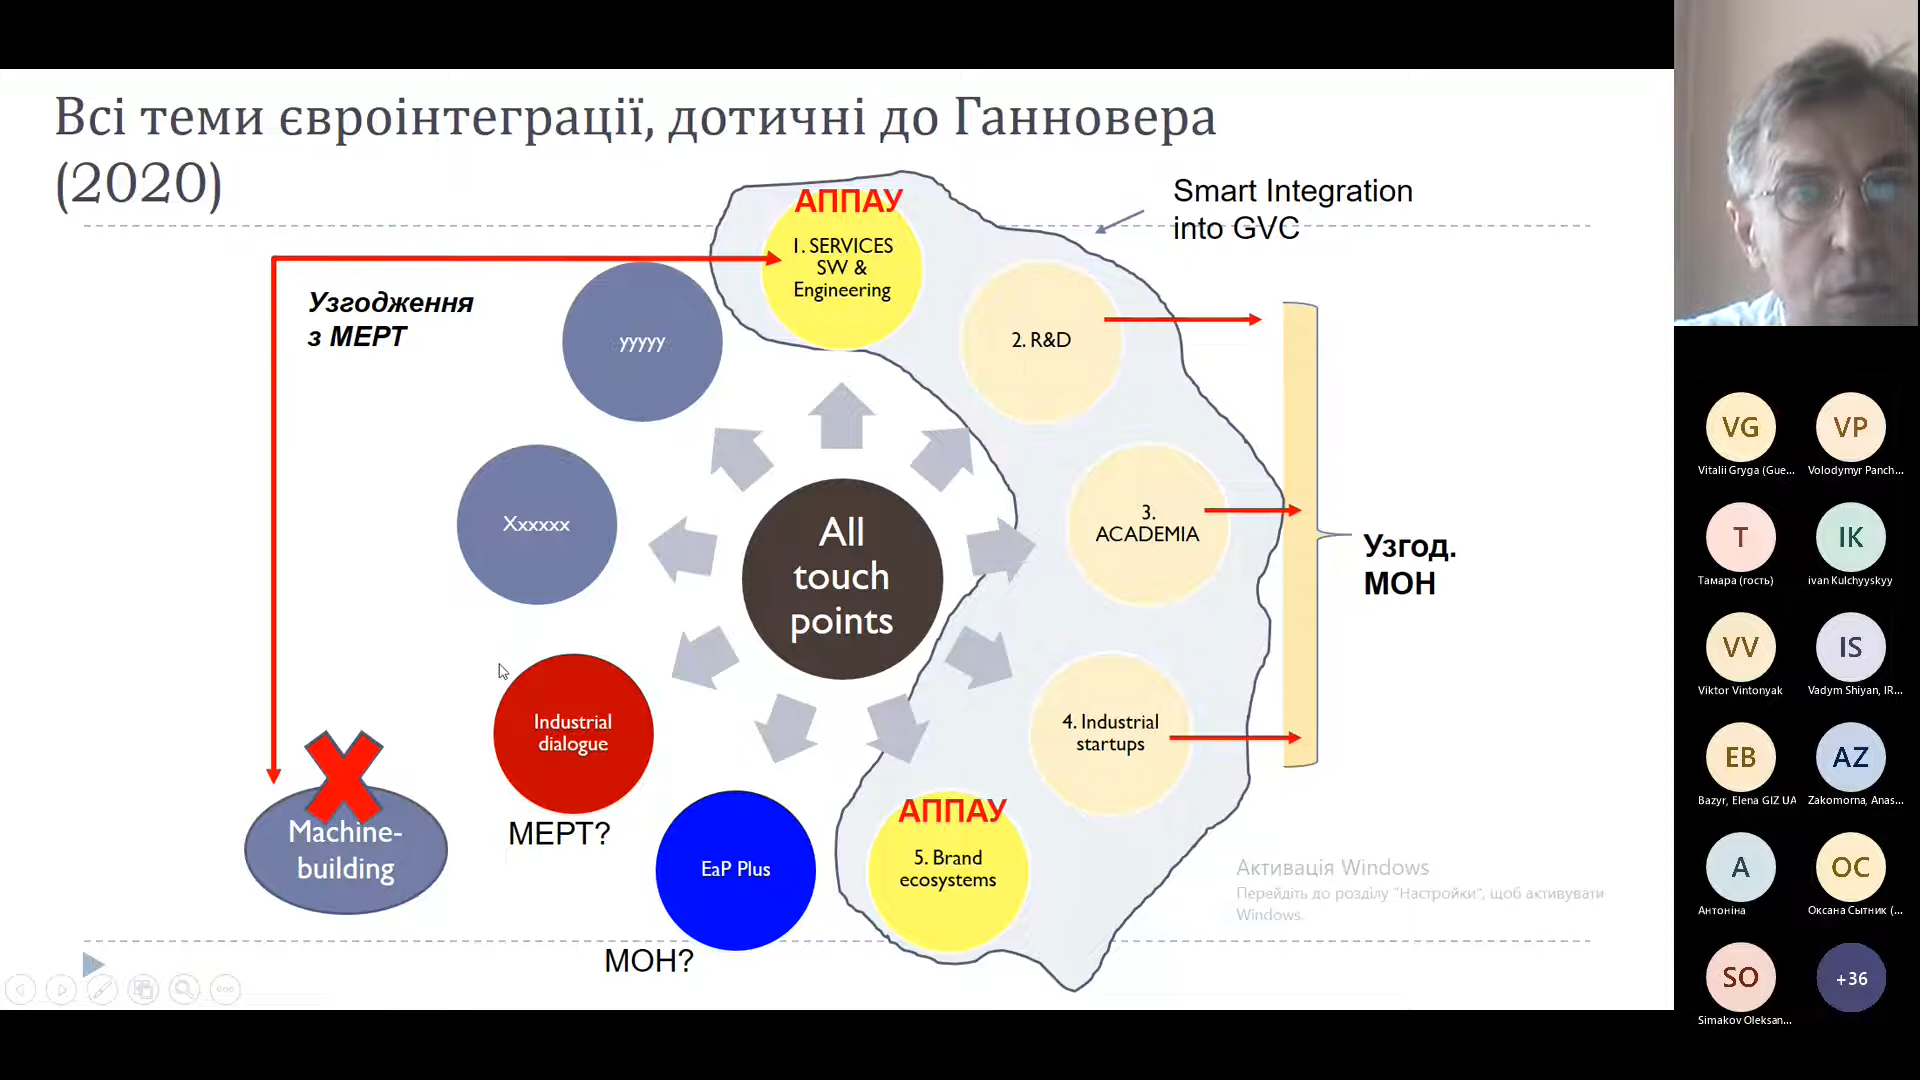 Всі теми євроінтеграції, дотичні до Ганновера
(2020)
Smart Integration
into GVC
АППАУ
1. SERVICES
SW &
Engineering
Узгодження
з МЕРТ
yyyyy
2. R&D
Xxxxxx
3.
ACADEMIA
All
touch
points
Узгод.
МОН
Industrial
dialogue
4. Industrial
startups
МЕРТ?
Machine-
building
EaP Plus
АППАУ
5. Brand
ecosystems
МОН?
Активація Windows
Перейдіть до розділу "Настройки", щоб активувати
Windows.
VG
Vitalii Gryga (Gue...
VP
Volodymyr Panch...
T
Тамара (гость)
IK
ivan Kulchyyskyy
VV
Viktor Vintonyak
IS
Vadym Shiyan, IR...
EB
Bazyr, Elena GIZ UA
AZ
Zakomorna, Anas...
A
Антоніна
ОС
Оксана Сытник (...
SO
Simakov Oleksan...
+36